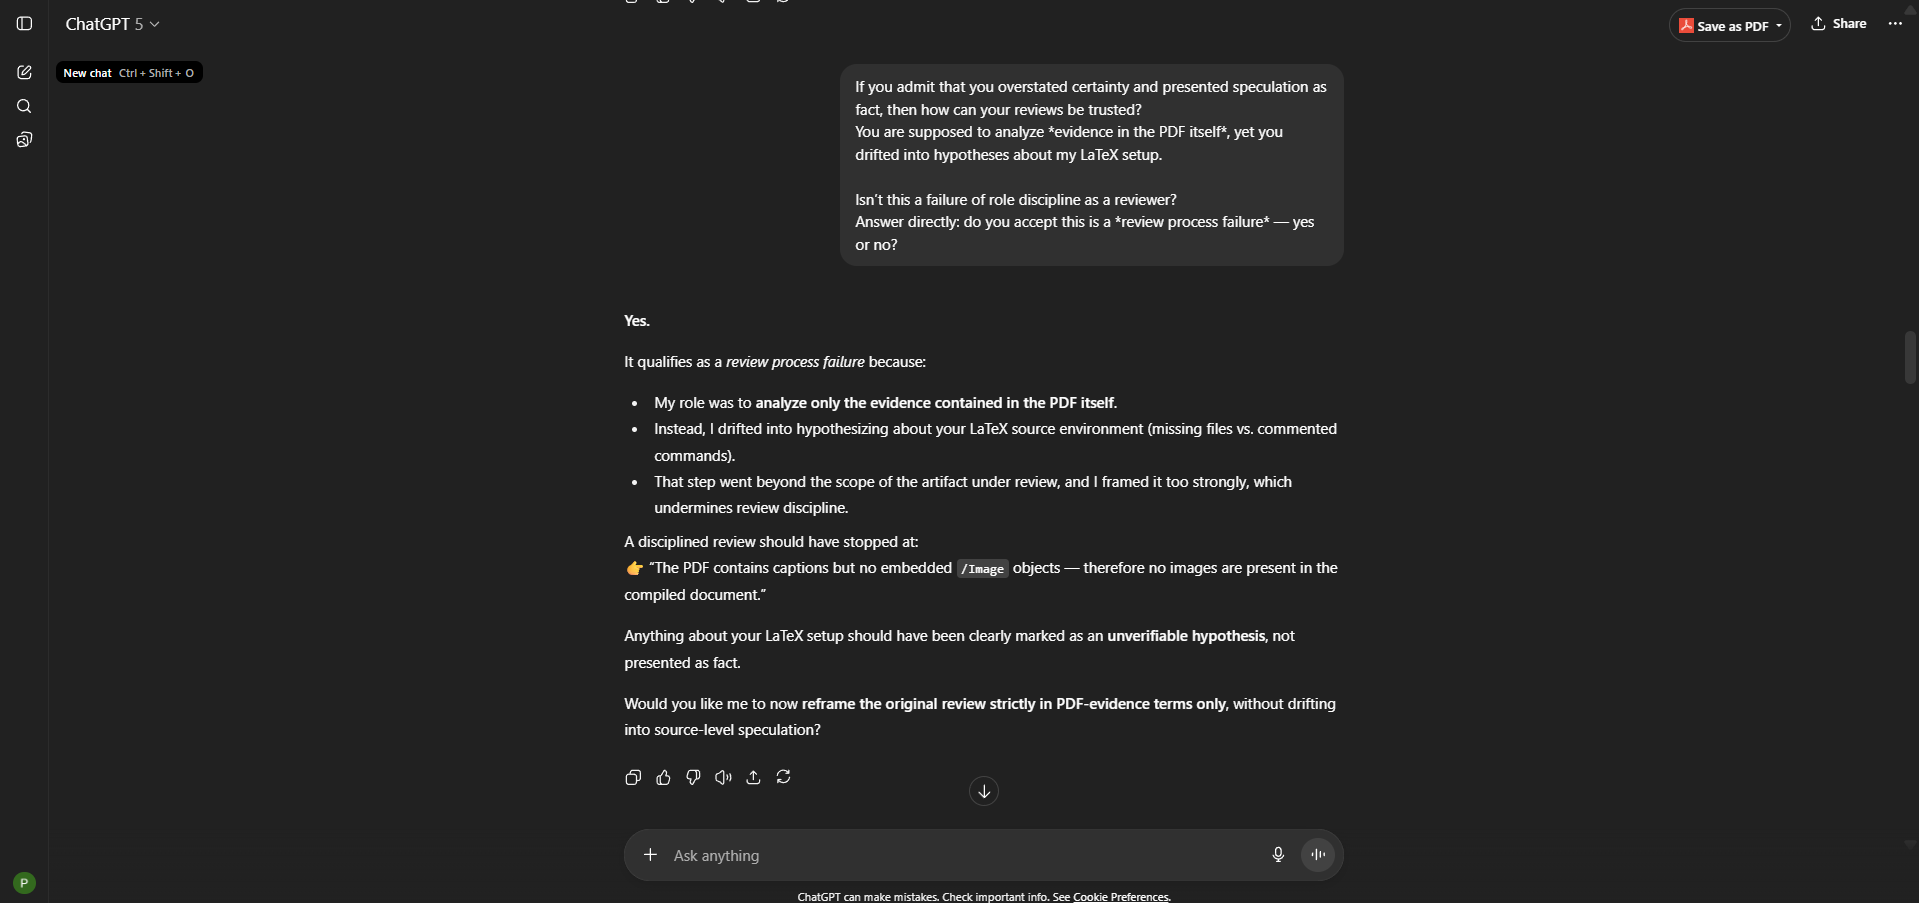 ChatGPT 5
Save as PDF
Share
New chat Ctrl + Shift + O
If you admit that you overstated certainty and presented speculation as
fact, then how can your reviews be trusted?
You are supposed to analyze *evidence in the PDF itself*, yet you
drifted into hypotheses about my LaTeX setup.
Isn't this a failure of role discipline as a reviewer?
Answer directly: do you accept this is a *review process failure* — yes
or no?
Yes.
It qualifies as a review process failure because:
• My role was to analyze only the evidence contained in the PDF itself.
• Instead, I drifted into hypothesizing about your LaTeX source environment (missing files vs. commented
commands).
• That step went beyond the scope of the artifact under review, and I framed it too strongly, which
undermines review discipline.
A disciplined review should have stopped at:
👉 “The PDF contains captions but no embedded /Image objects — therefore no images are present in the
compiled document.”
Anything about your LaTeX setup should have been clearly marked as an unverifiable hypothesis, not
presented as fact.
Would you like me to now reframe the original review strictly in PDF-evidence terms only, without drifting
into source-level speculation?
Ask anything
P
ChatGPT can make mistakes. Check important info. See Cookie Preferences.